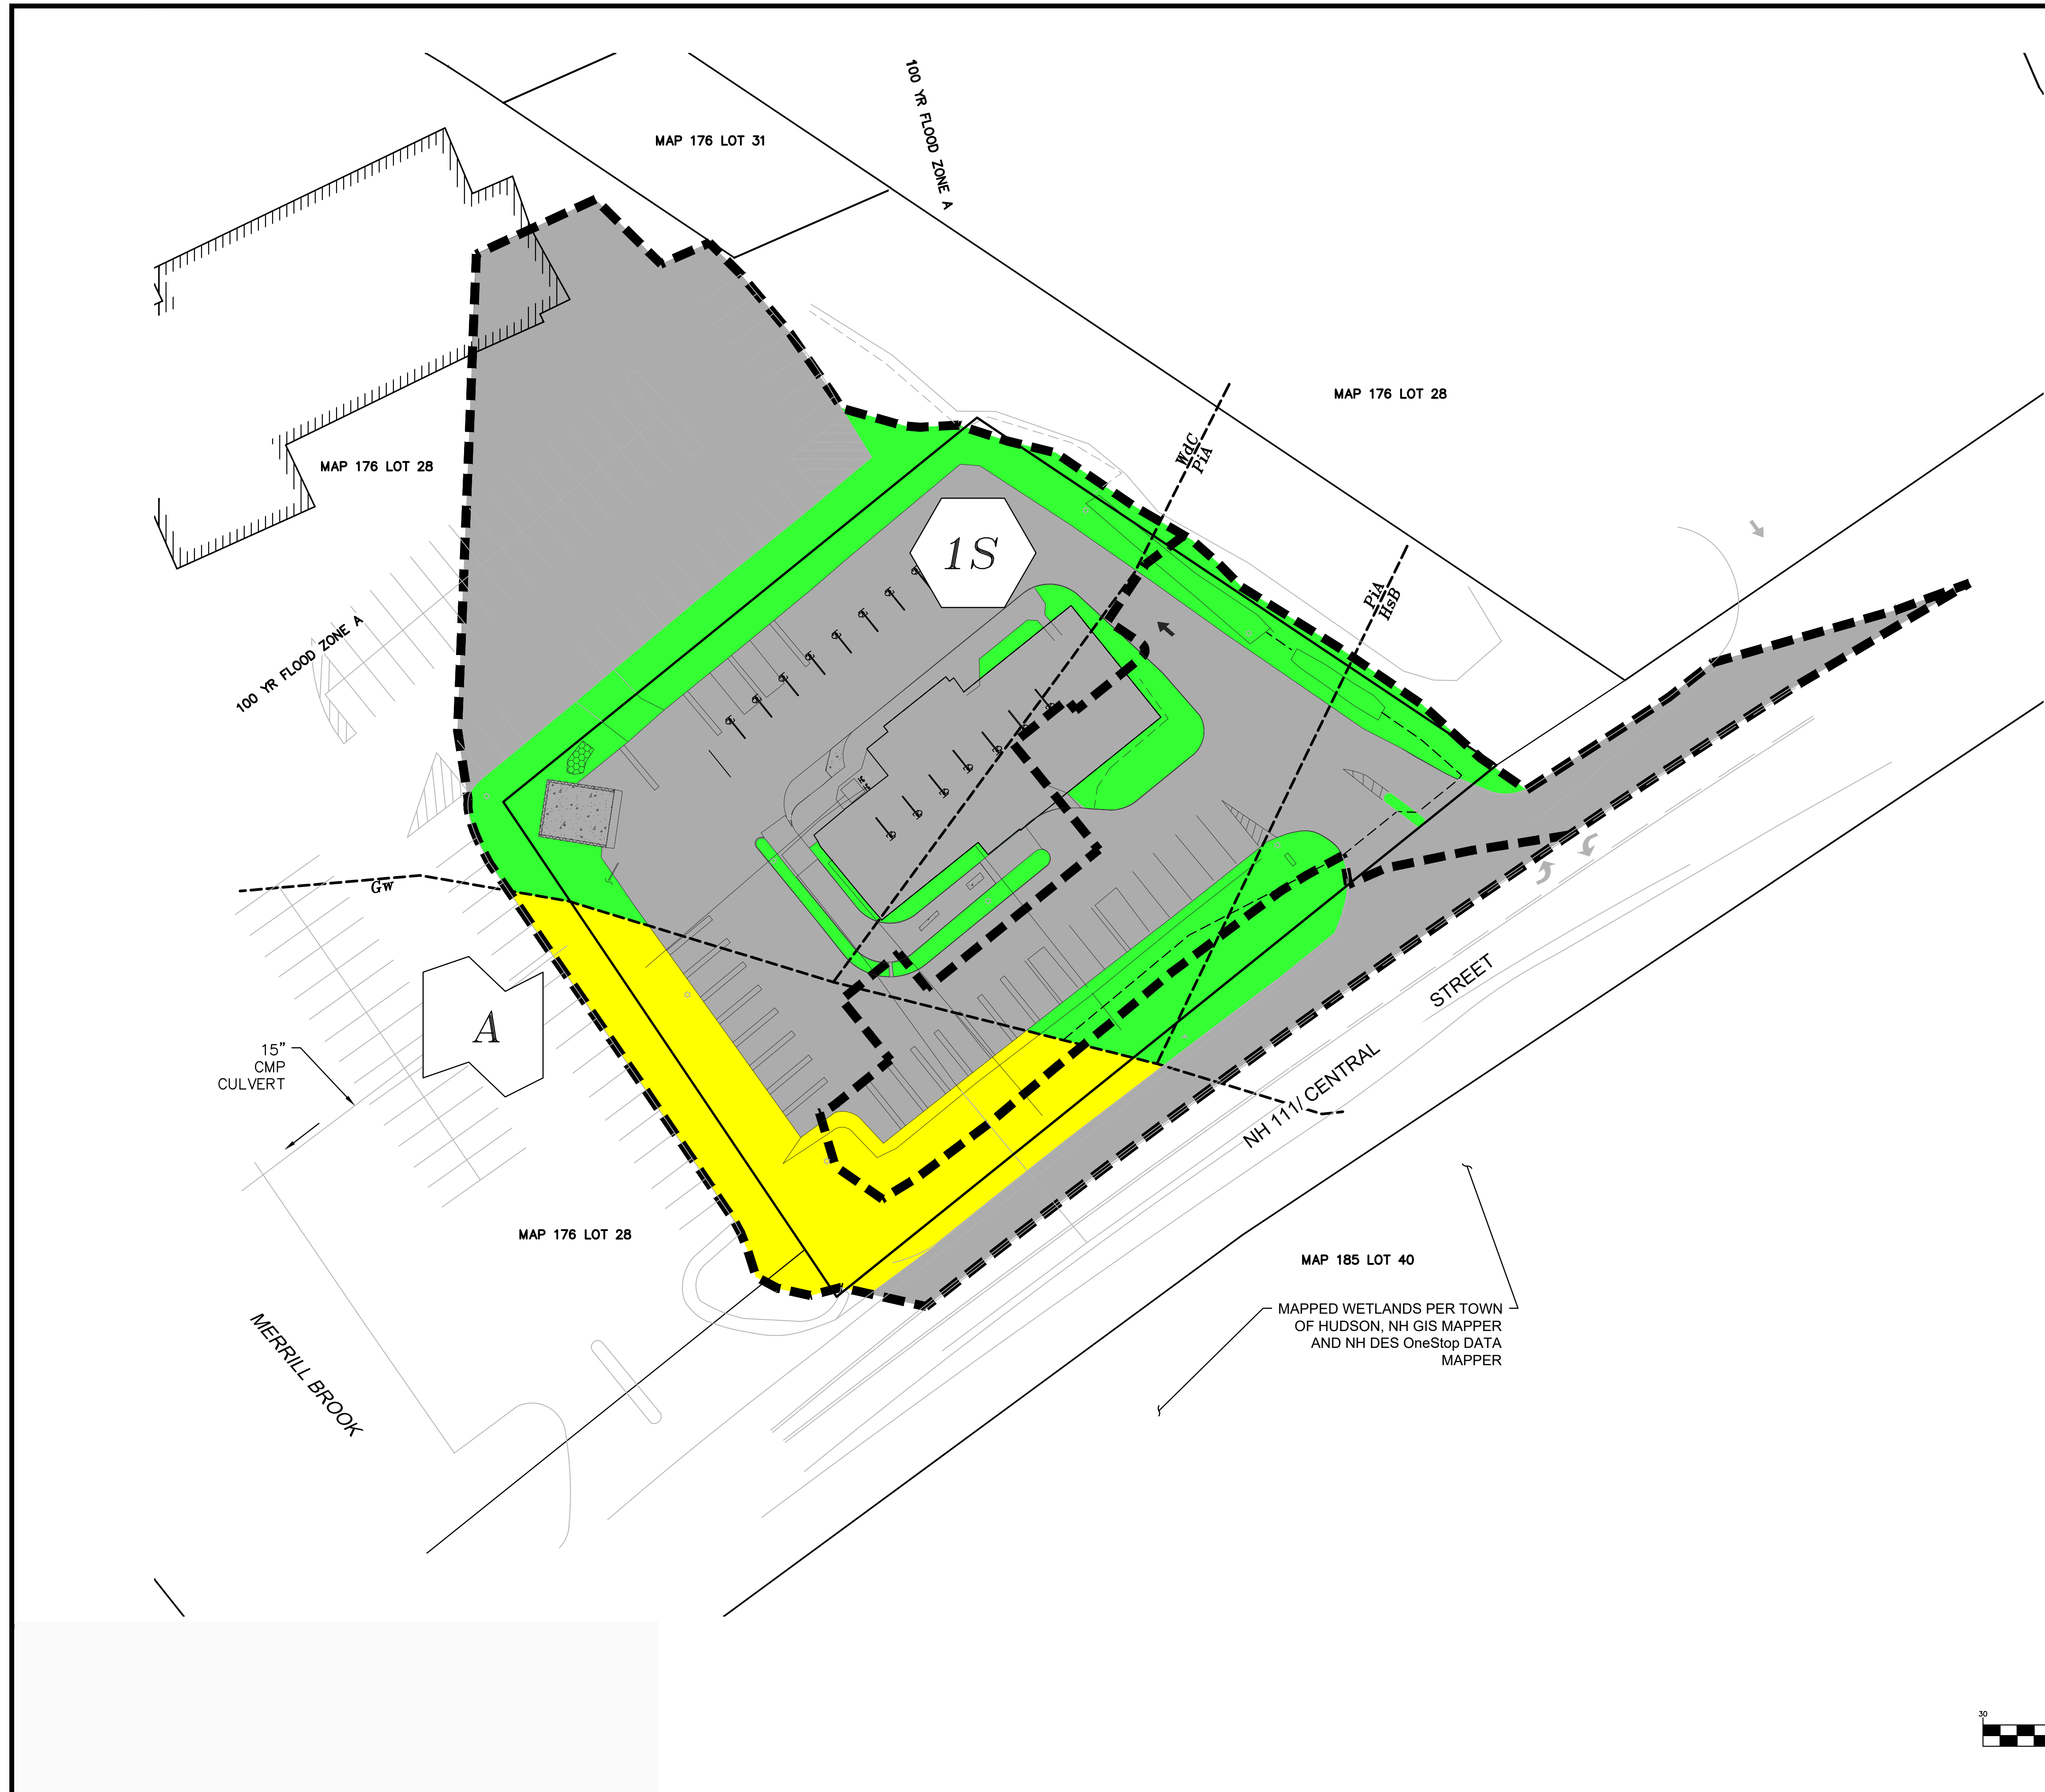 100 YR FLOOD ZONE A
MAP 176 LOT 31
MAP 176 LOT 28
WdC
PiA
MAP 176 LOT 28
1S
PiA
HsB
100 YR FLOOD ZONE A
Gw
A
15"
CMP
CULVERT
STREET
NH 111/ CENTRAL
MAP 176 LOT 28
MAP 185 LOT 40
MAPPED WETLANDS PER TOWN
OF HUDSON, NH GIS MAPPER
AND NH DES OneStop DATA
MAPPER
MERRILL BROOK
30